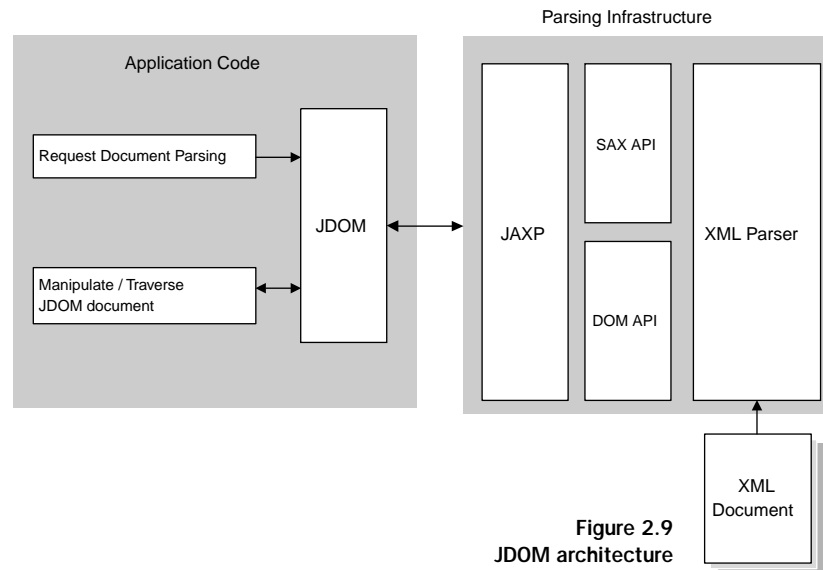 Parsing Infrastructure
Application Code
Request Document Parsing
Manipulate / Traverse
JDOM document
JDOM
JAXP
SAX API
DOM API
XML Parser
XML
Document
Figure 2.9
JDOM architecture